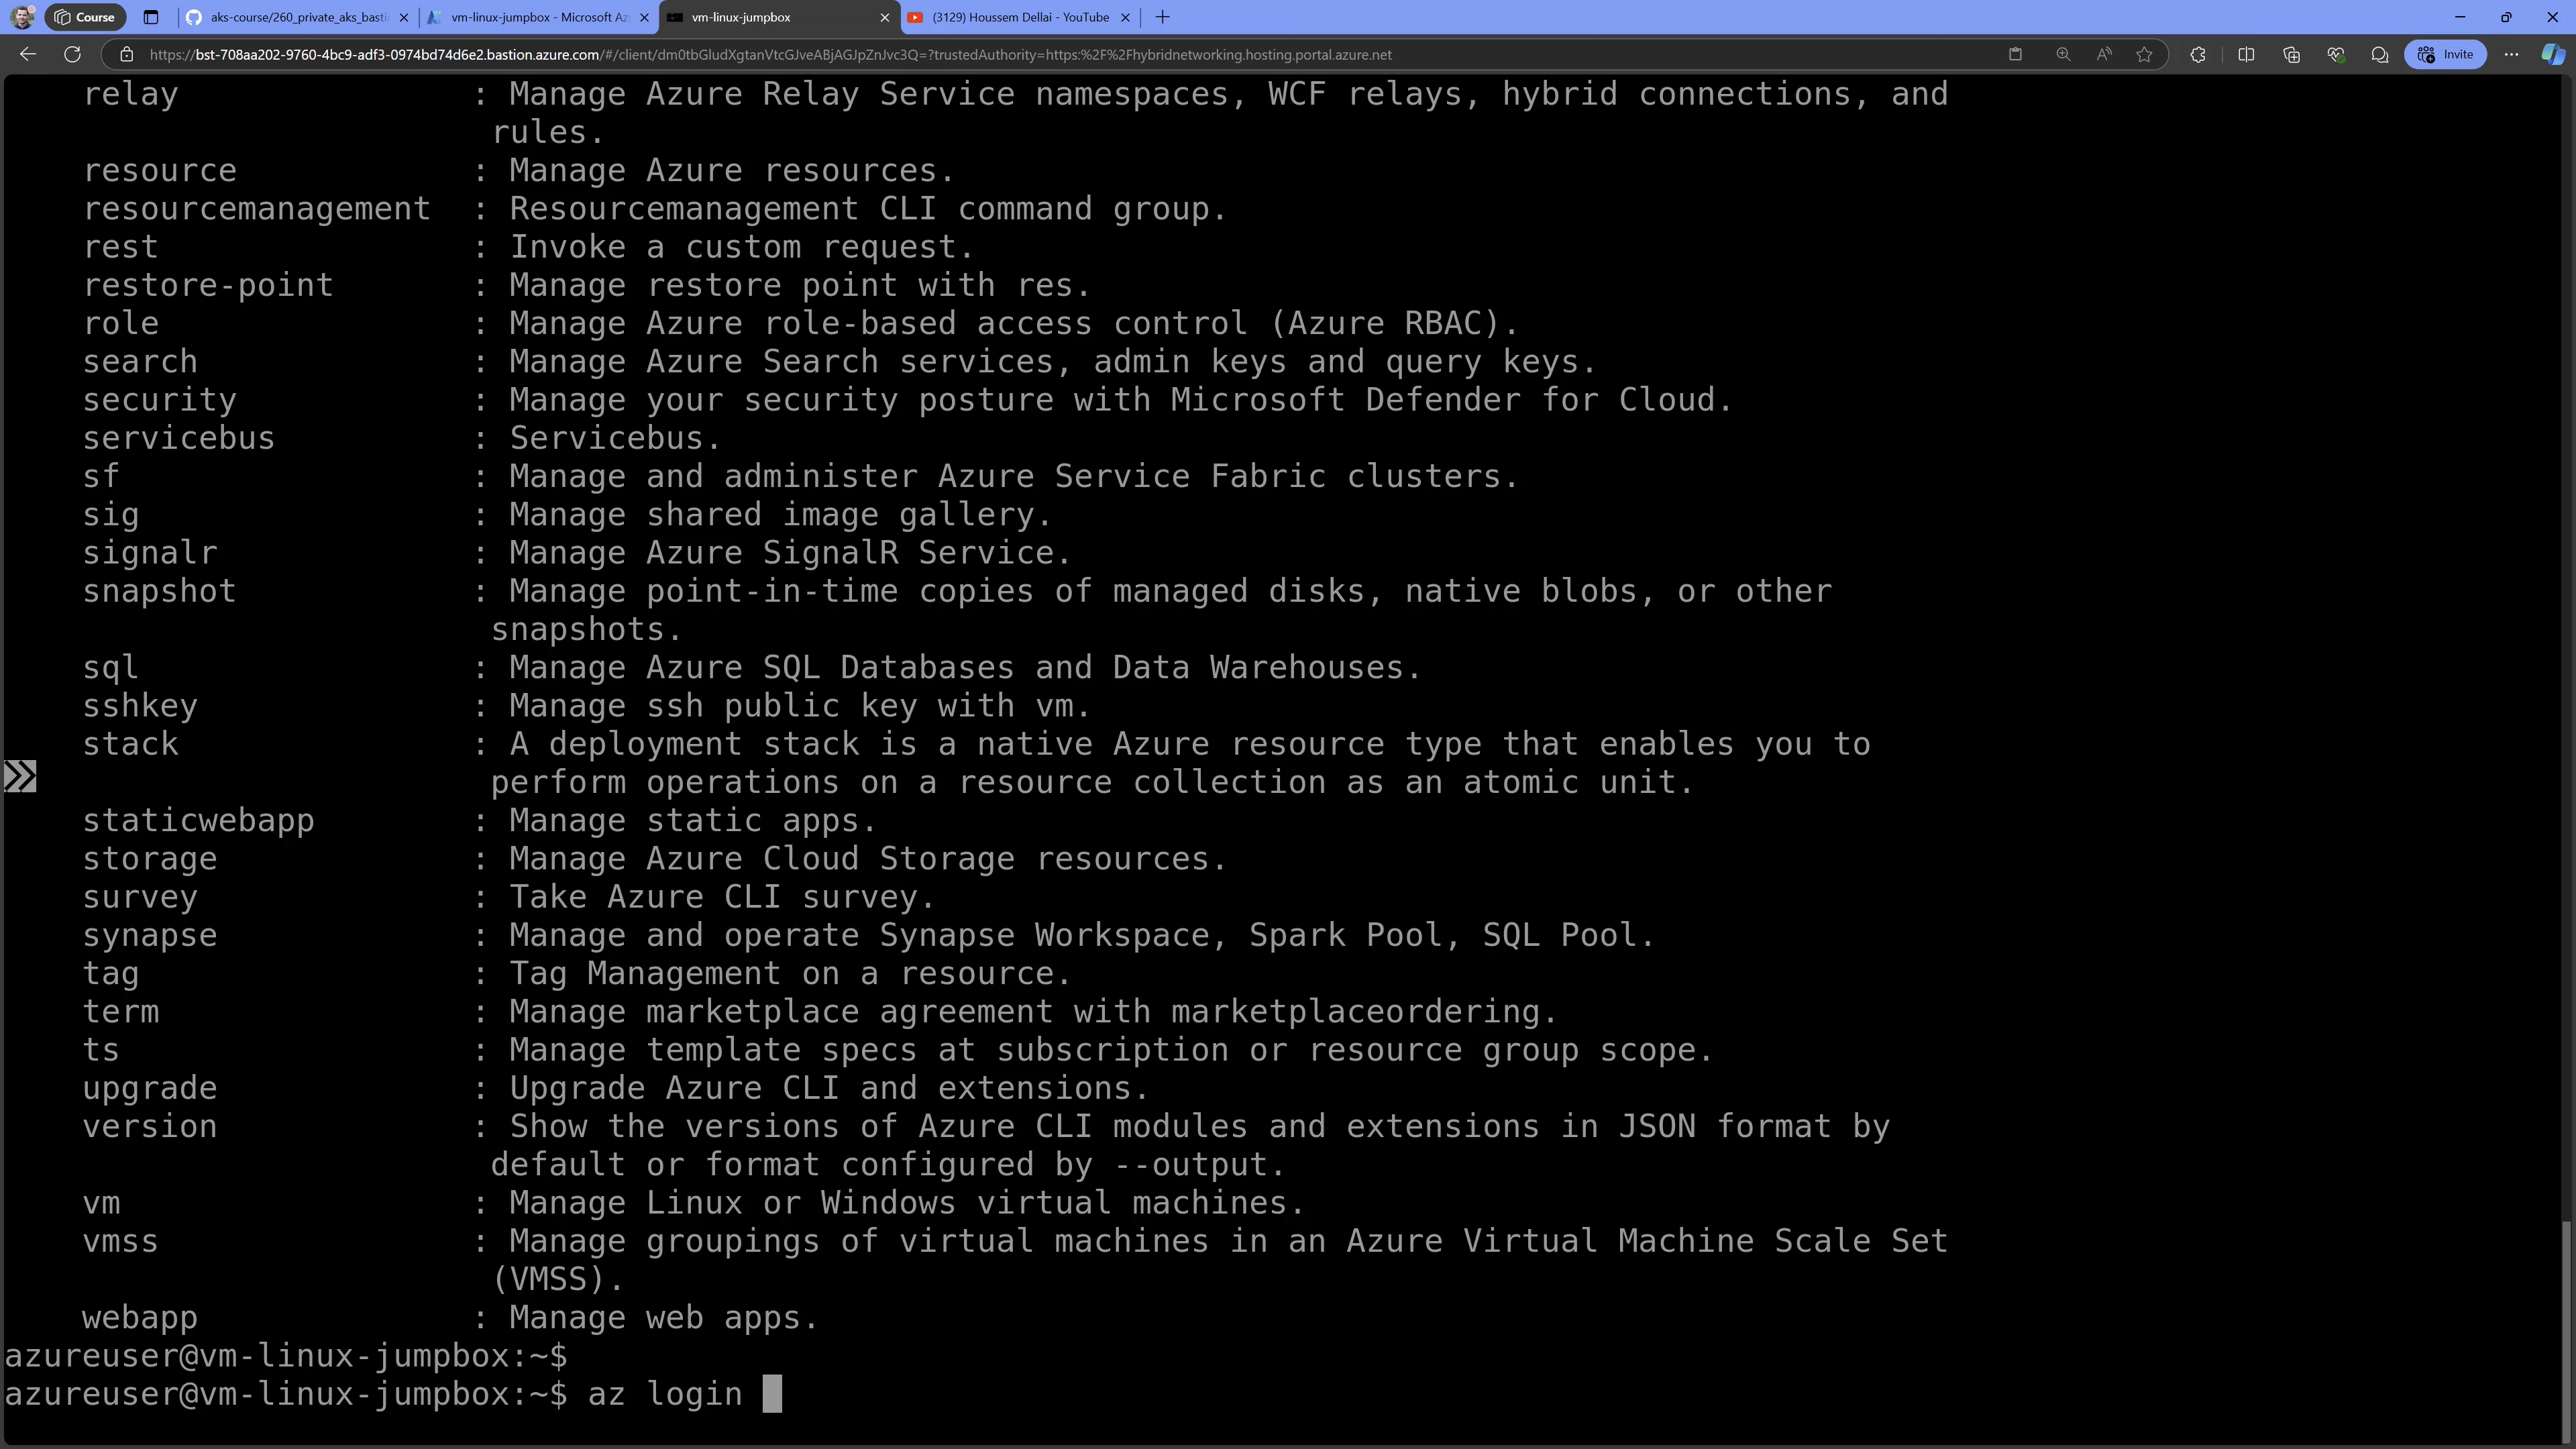 Course
aks-course/260_private_aks_basti
vm-linux-jumpbox - Microsoft Az
vm-linux-jumpbox
(3129) Houssem Dellai - YouTube
https://bst-708aa202-9760-4bc9-adf3-0974bd74d6e2.bastion.azure.com/#/client/dm0tbGludXgtanVtcGJveABjAGJpZnJvc3Q=?trustedAuthority=https:%2F%2Fhybridnetworking.hosting.portal.azure.net
Invite
relay : Manage Azure Relay Service namespaces, WCF relays, hybrid connections, and
rules.
resource : Manage Azure resources.
resourcemanagement : Resourcemanagement CLI command group.
rest : Invoke a custom request.
restore-point : Manage restore point with res.
role : Manage Azure role-based access control (Azure RBAC).
search : Manage Azure Search services, admin keys and query keys.
security : Manage your security posture with Microsoft Defender for Cloud.
servicebus : Servicebus.
sf : Manage and administer Azure Service Fabric clusters.
sig : Manage shared image gallery.
signalr : Manage Azure SignalR Service.
snapshot : Manage point-in-time copies of managed disks, native blobs, or other
snapshots.
sql : Manage Azure SQL Databases and Data Warehouses.
sshkey : Manage ssh public key with vm.
stack : A deployment stack is a native Azure resource type that enables you to
perform operations on a resource collection as an atomic unit.
staticwebapp : Manage static apps.
storage : Manage Azure Cloud Storage resources.
survey : Take Azure CLI survey.
synapse : Manage and operate Synapse Workspace, Spark Pool, SQL Pool.
tag : Tag Management on a resource.
term : Manage marketplace agreement with marketplaceordering.
ts : Manage template specs at subscription or resource group scope.
upgrade : Upgrade Azure CLI and extensions.
version : Show the versions of Azure CLI modules and extensions in JSON format by
default or format configured by --output.
vm : Manage Linux or Windows virtual machines.
vmss : Manage groupings of virtual machines in an Azure Virtual Machine Scale Set
(VMSS).
webapp : Manage web apps.
azureuser@vm-linux-jumpbox:~$
azureuser@vm-linux-jumpbox:~$ az login